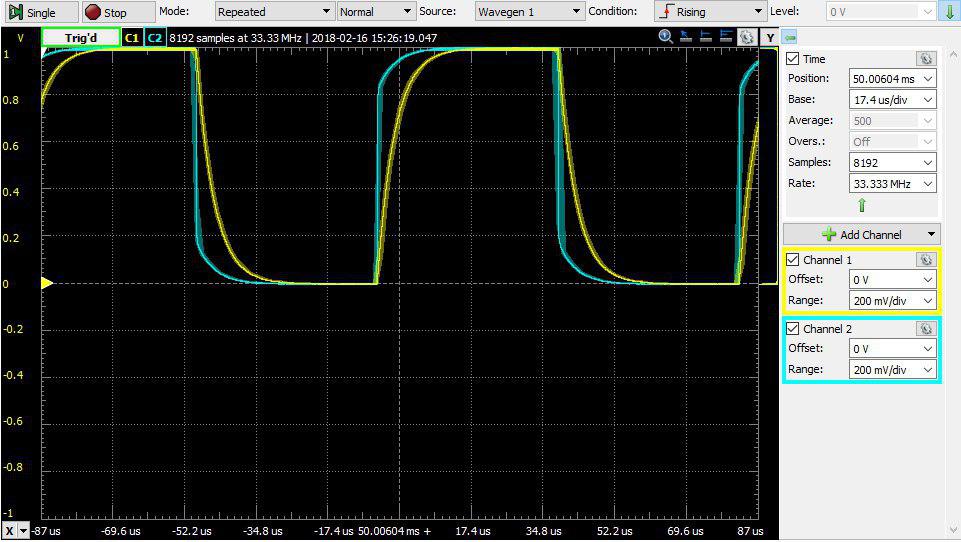 Single Stop Mode: Repeated Normal Source: Wavegen 1 Condition: Rising Level: 0 V
V Trig'd C1 C2 8192 samples at 33.33 MHz | 2018-02-16 15:26:19.047 Y
1
0.8
0.6
0.4
0.2
0
-0.2
-0.4
-0.6
-0.8
-1
X -87 us -69.6 us -52.2 us -34.8 us -17.4 us 50.00604 ms + 17.4 us 34.8 us 52.2 us 69.6 us 87 us
Time
Position: 50.00604 ms
Base: 17.4 us/div
Average: 500
Overs.: Off
Samples: 8192
Rate: 33.333 MHz
Add Channel
Channel 1
Offset: 0 V
Range: 200 mV/div
Channel 2
Offset: 0 V
Range: 200 mV/div